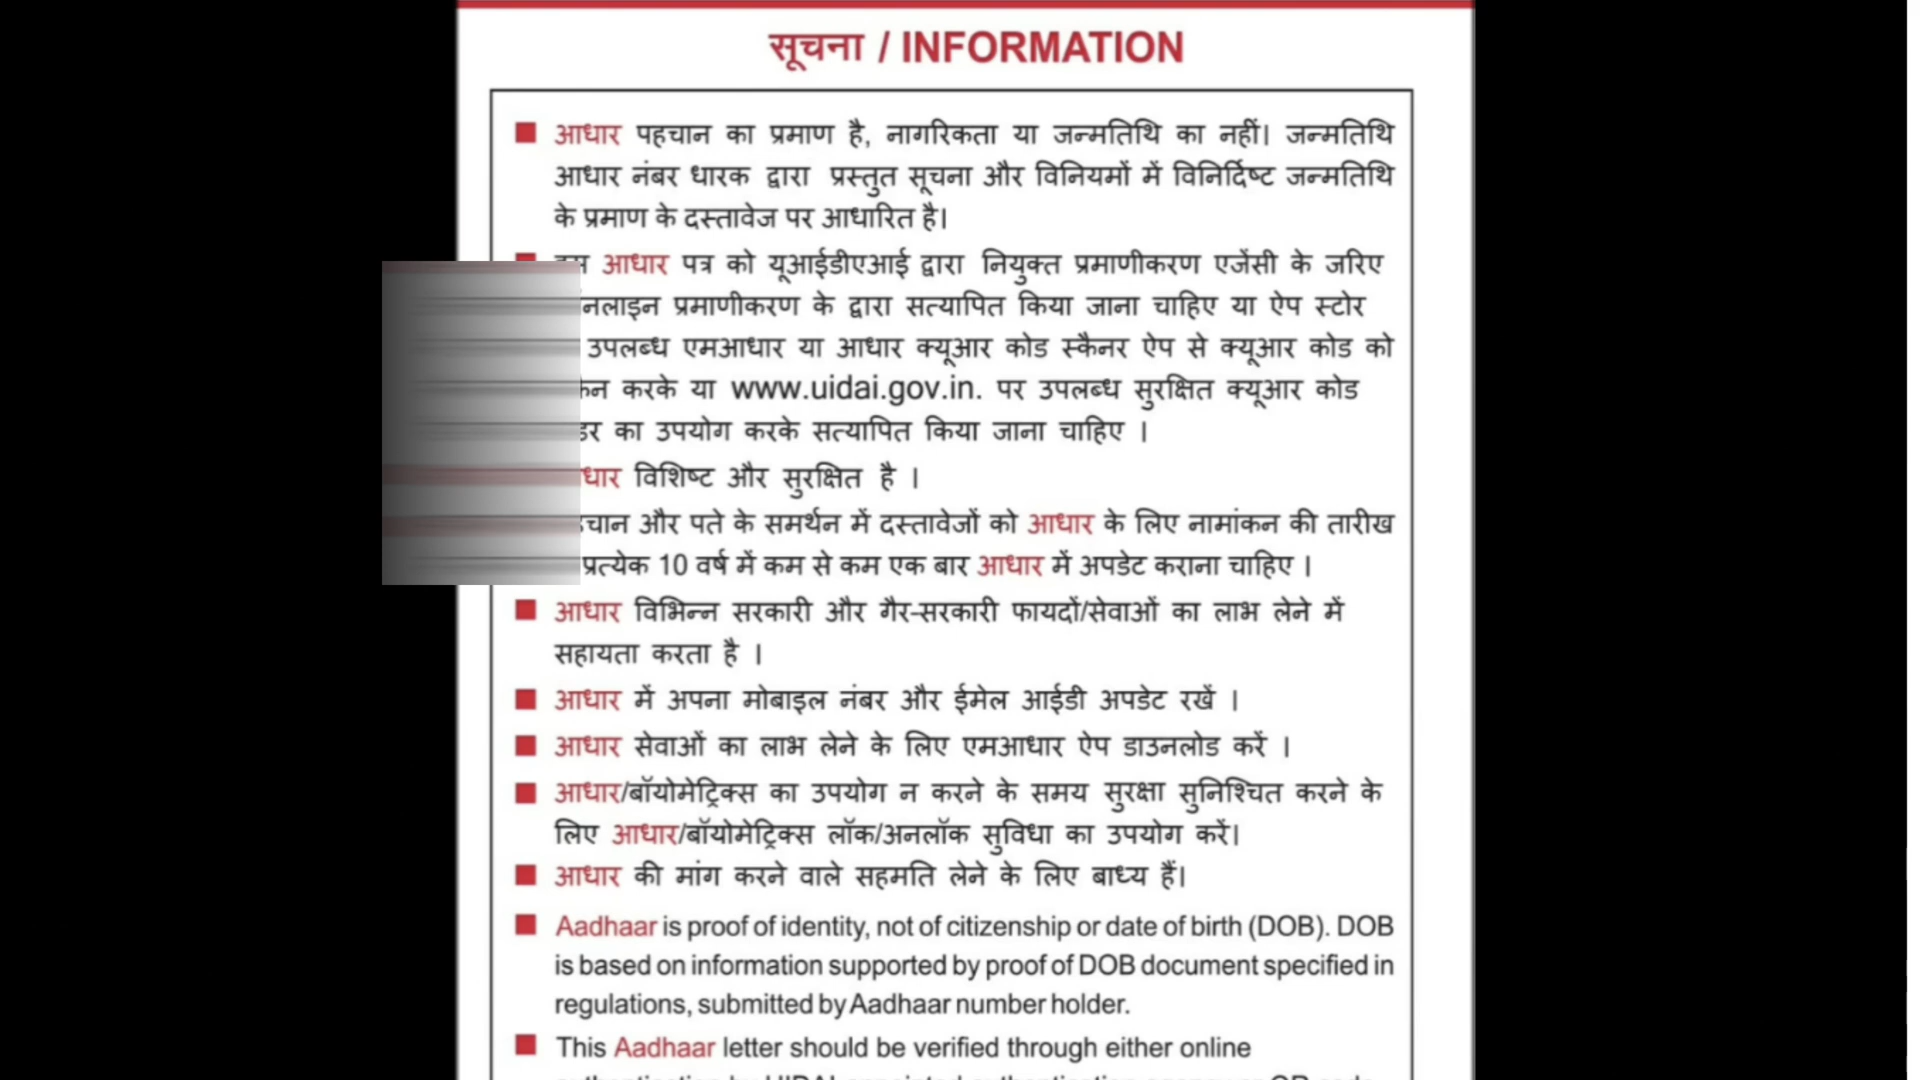 सूचना / INFORMATION
आधार पहचान का प्रमाण है, नागरिकता या जन्मतिथि का नहीं। जन्मतिथि
आधार नंबर धारक द्वारा प्रस्तुत सूचना और विनियमों में विनिर्दिष्ट जन्मतिथि
के प्रमाण के दस्तावेज पर आधारित है।
आधार पत्र को यूआईडीएआई द्वारा नियुक्त प्रमाणीकरण एजेंसी के जरिए
प्रमाणीकरण के द्वारा सत्यापित किया जाना चाहिए या ऐप स्टोर
उपलब्ध एमआधार या आधार क्यूआर कोड स्कैनर ऐप से क्यूआर कोड को
करके या www.uidai.gov.in. पर उपलब्ध सुरक्षित क्यूआर कोड
का उपयोग करके सत्यापित किया जाना चाहिए ।
विशिष्ट और सुरक्षित है ।
और पते के समर्थन में दस्तावेजों को आधार के लिए नामांकन की तारीख
प्रत्येक 10 वर्ष में कम से कम एक बार आधार में अपडेट कराना चाहिए ।
आधार विभिन्न सरकारी और गैर-सरकारी फायदों/सेवाओं का लाभ लेने में
सहायता करता है ।
आधार में अपना मोबाइल नंबर और ईमेल आईडी अपडेट रखें ।
आधार सेवाओं का लाभ लेने के लिए एमआधार ऐप डाउनलोड करें ।
आधार/बॉयोमेट्रिक्स का उपयोग न करने के समय सुरक्षा सुनिश्चित करने के
लिए आधार/बॉयोमेट्रिक्स लॉक/अनलॉक सुविधा का उपयोग करें।
आधार की मांग करने वाले सहमति लेने के लिए बाध्य हैं।
Aadhaar is proof of identity, not of citizenship or date of birth (DOB). DOB
is based on information supported by proof of DOB document specified in
regulations, submitted by Aadhaar number holder.
This Aadhaar letter should be verified through either online